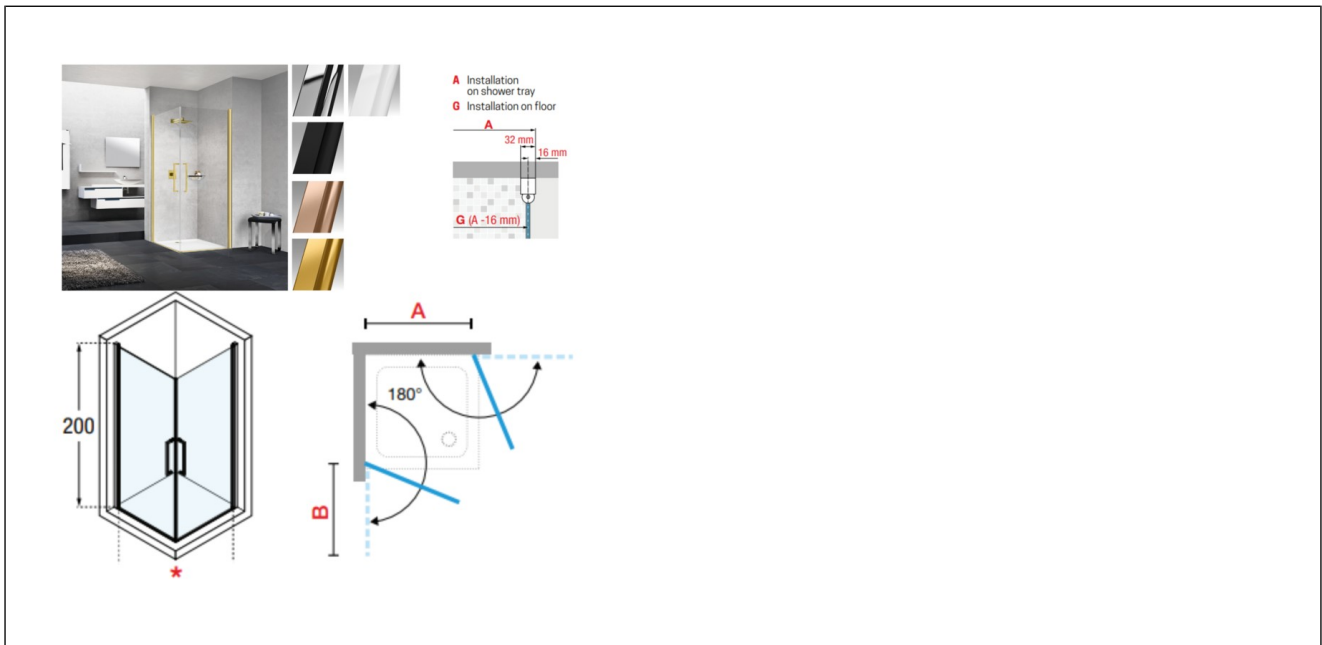 A Installation
on shower tray
G Installation on floor
A
32 mm
16 mm
G (A -16 mm)
200
*
A
180°
B